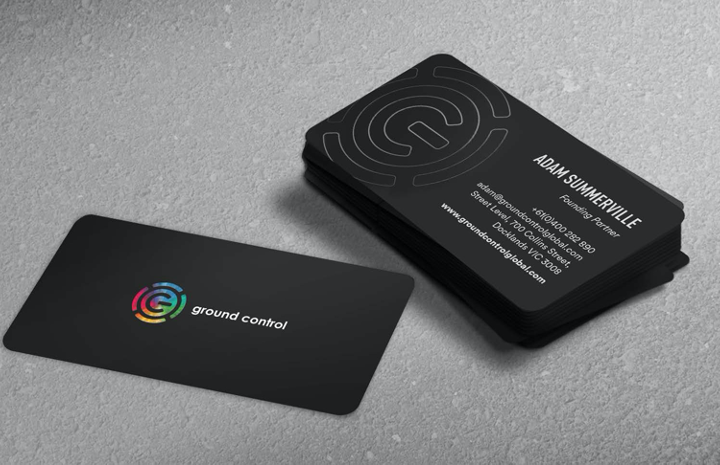 ADAM SUMMERVILLE
Founding Partner
+61(0)400 282 890
adam@groundcontrolglobal.com
Street Level, 700 Collins Street,
Docklands VIC 3008
www.groundcontrolglobal.com
ground control